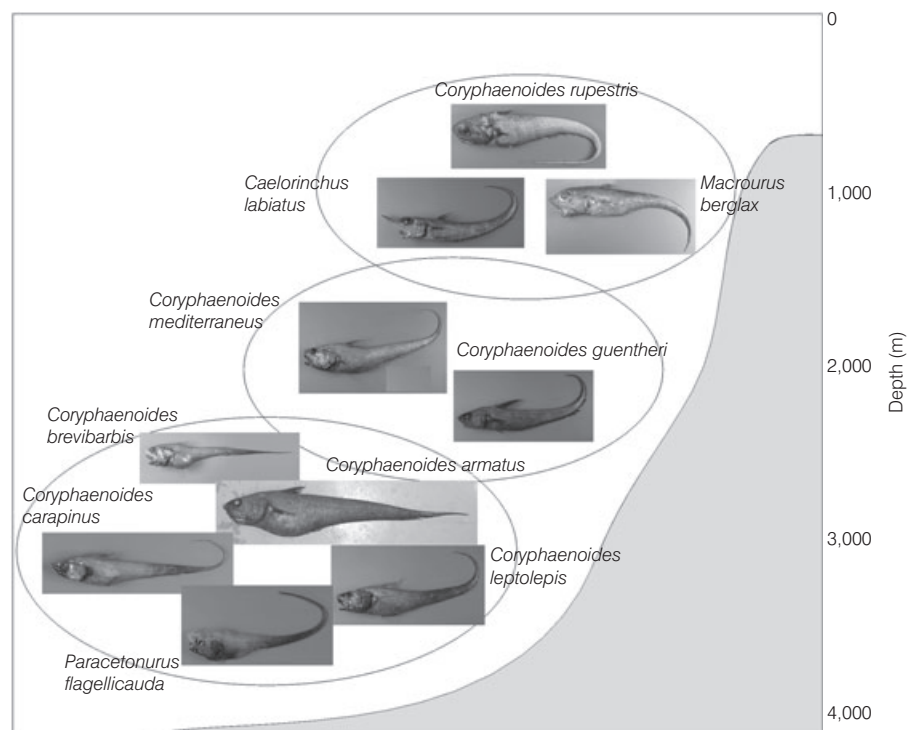 0
Coryphaenoides rupestris
Caelorinchus
labiatus
Macrourus
berglax
1,000
Coryphaenoides
mediterraneus
Coryphaenoides guentheri
2,000
Depth (m)
Coryphaenoides
brevibarbis
Coryphaenoides armatus
Coryphaenoides
carapinus
3,000
Coryphaenoides
leptolepis
Paracetonurus
flagellicauda
4,000